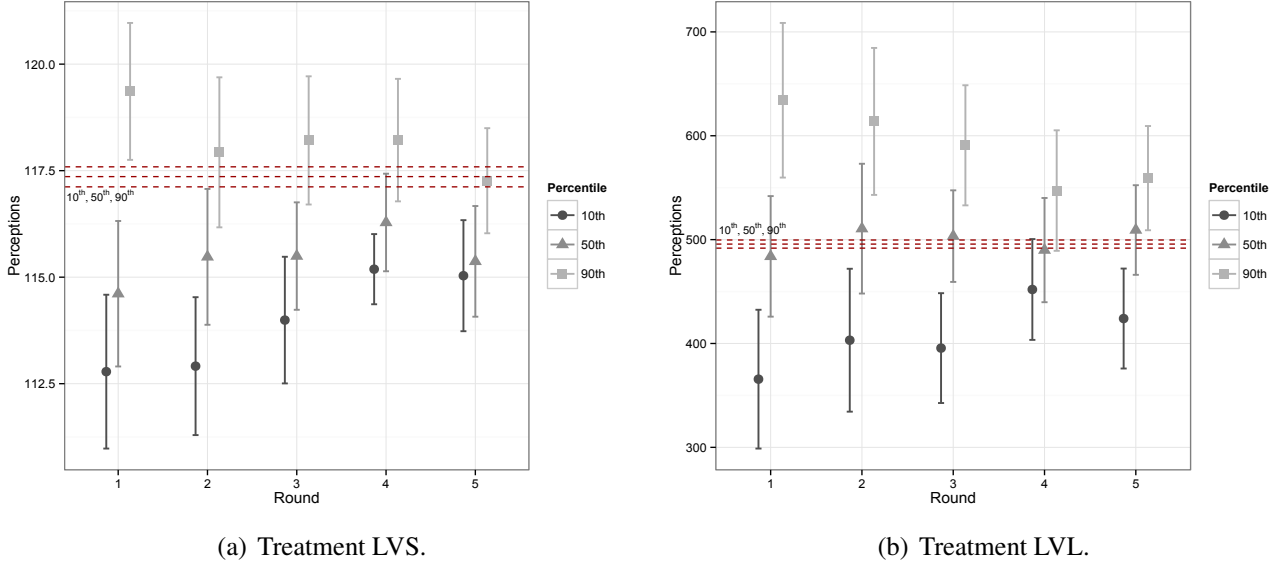 120.0
117.5
115.0
112.5
Perceptions
10th, 50th, 90th
1 2 3 4 5
Round
Percentile
10th
50th
90th
(a) Treatment LVS.
700
600
500
400
300
Perceptions
10th, 50th, 90th
1 2 3 4 5
Round
Percentile
10th
50th
90th
(b) Treatment LVL.